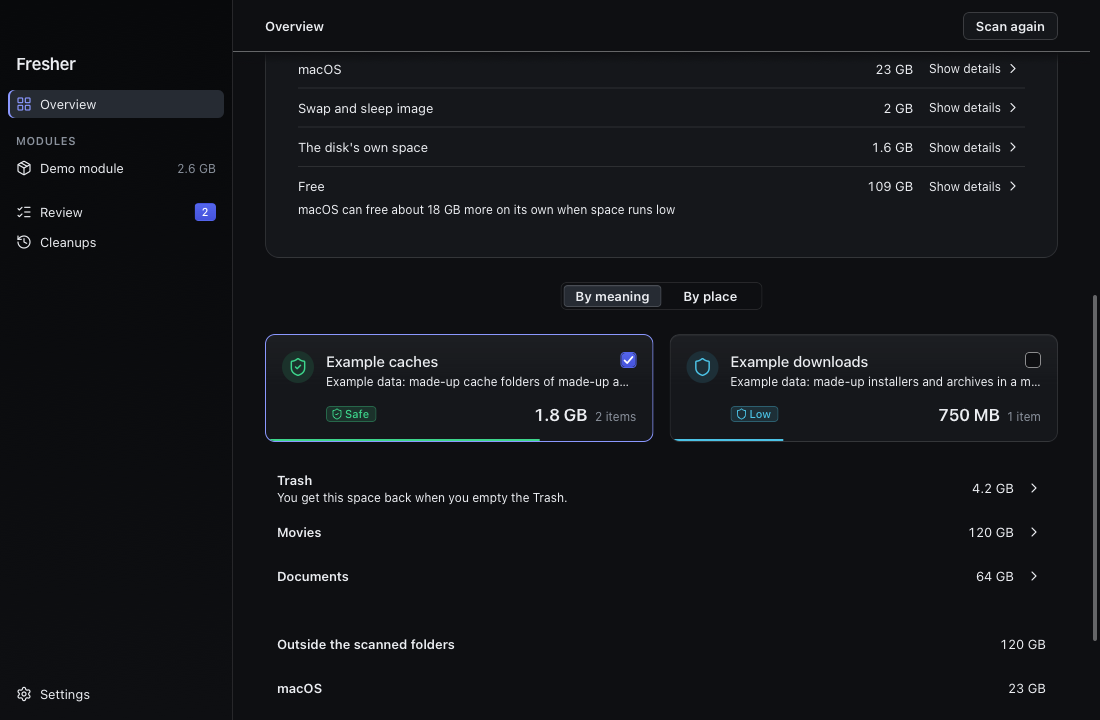 Fresher
Overview
MODULES
Demo module 2.6 GB
Review 2
Cleanups
Settings
Overview
Scan again
macOS 23 GB Show details
Swap and sleep image 2 GB Show details
The disk's own space 1.6 GB Show details
Free 109 GB Show details
macOS can free about 18 GB more on its own when space runs low
By meaning By place
Example caches
Example data: made-up cache folders of made-up a...
Safe 1.8 GB 2 items
Example downloads
Example data: made-up installers and archives in a m...
Low 750 MB 1 item
Trash 4.2 GB
You get this space back when you empty the Trash.
Movies 120 GB
Documents 64 GB
Outside the scanned folders 120 GB
macOS 23 GB